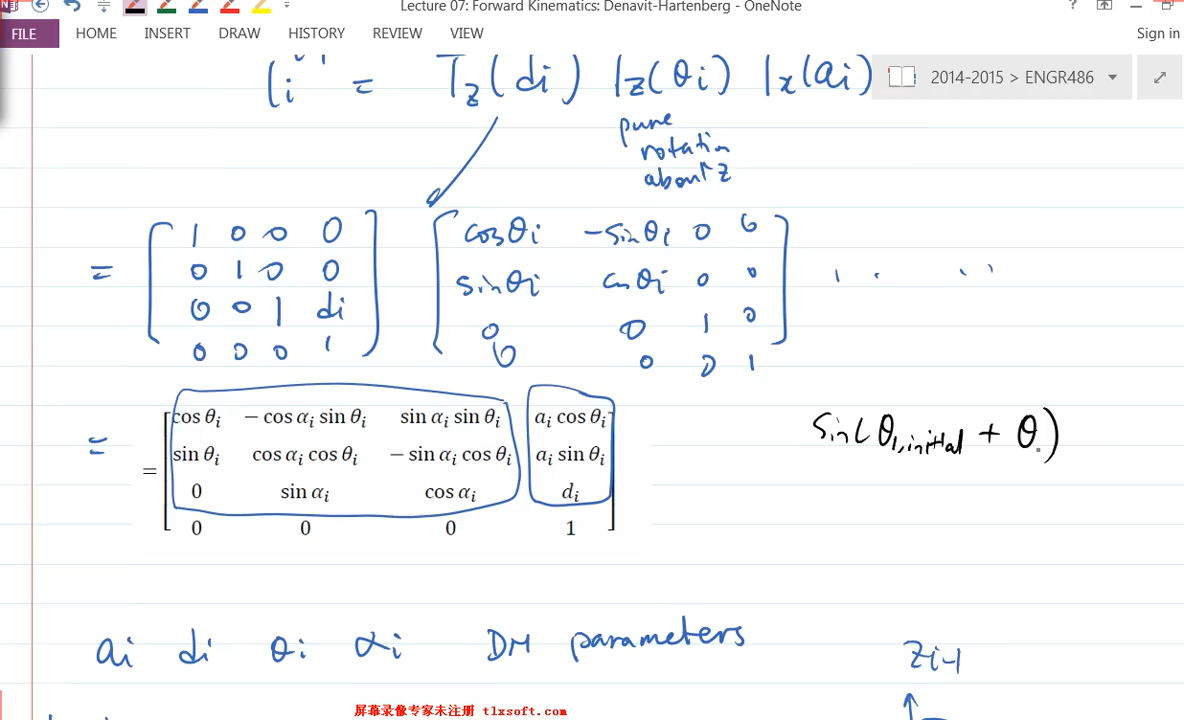 Lecture 07: Forward Kinematics: Denavit-Hartenberg - OneNote
FILE HOME INSERT DRAW HISTORY REVIEW VIEW Sign in
= Tz(di) Tz(θi) Tx(ai)
2014-2015 > ENGR486
pure
rotation
about z
= [ 1 0 0 0 ] [ cosθi -sinθi 0 0 ]
0 1 0 0 sinθi cosθi 0 0 . . . .
0 0 1 di 0 0 1 0
0 0 0 1 0 0 0 1
cos θi − cos αi sin θi sin αi sin θi ai cos θi
sin θi cos αi cos θi − sin αi cos θi ai sin θi
= =
0 sin αi cos αi di
0 0 0 1
sin(θ1,initial + θ.)
ai di θi αi DH parameters
Zi-1
屏幕录像专家未注册 tlxsoft.com